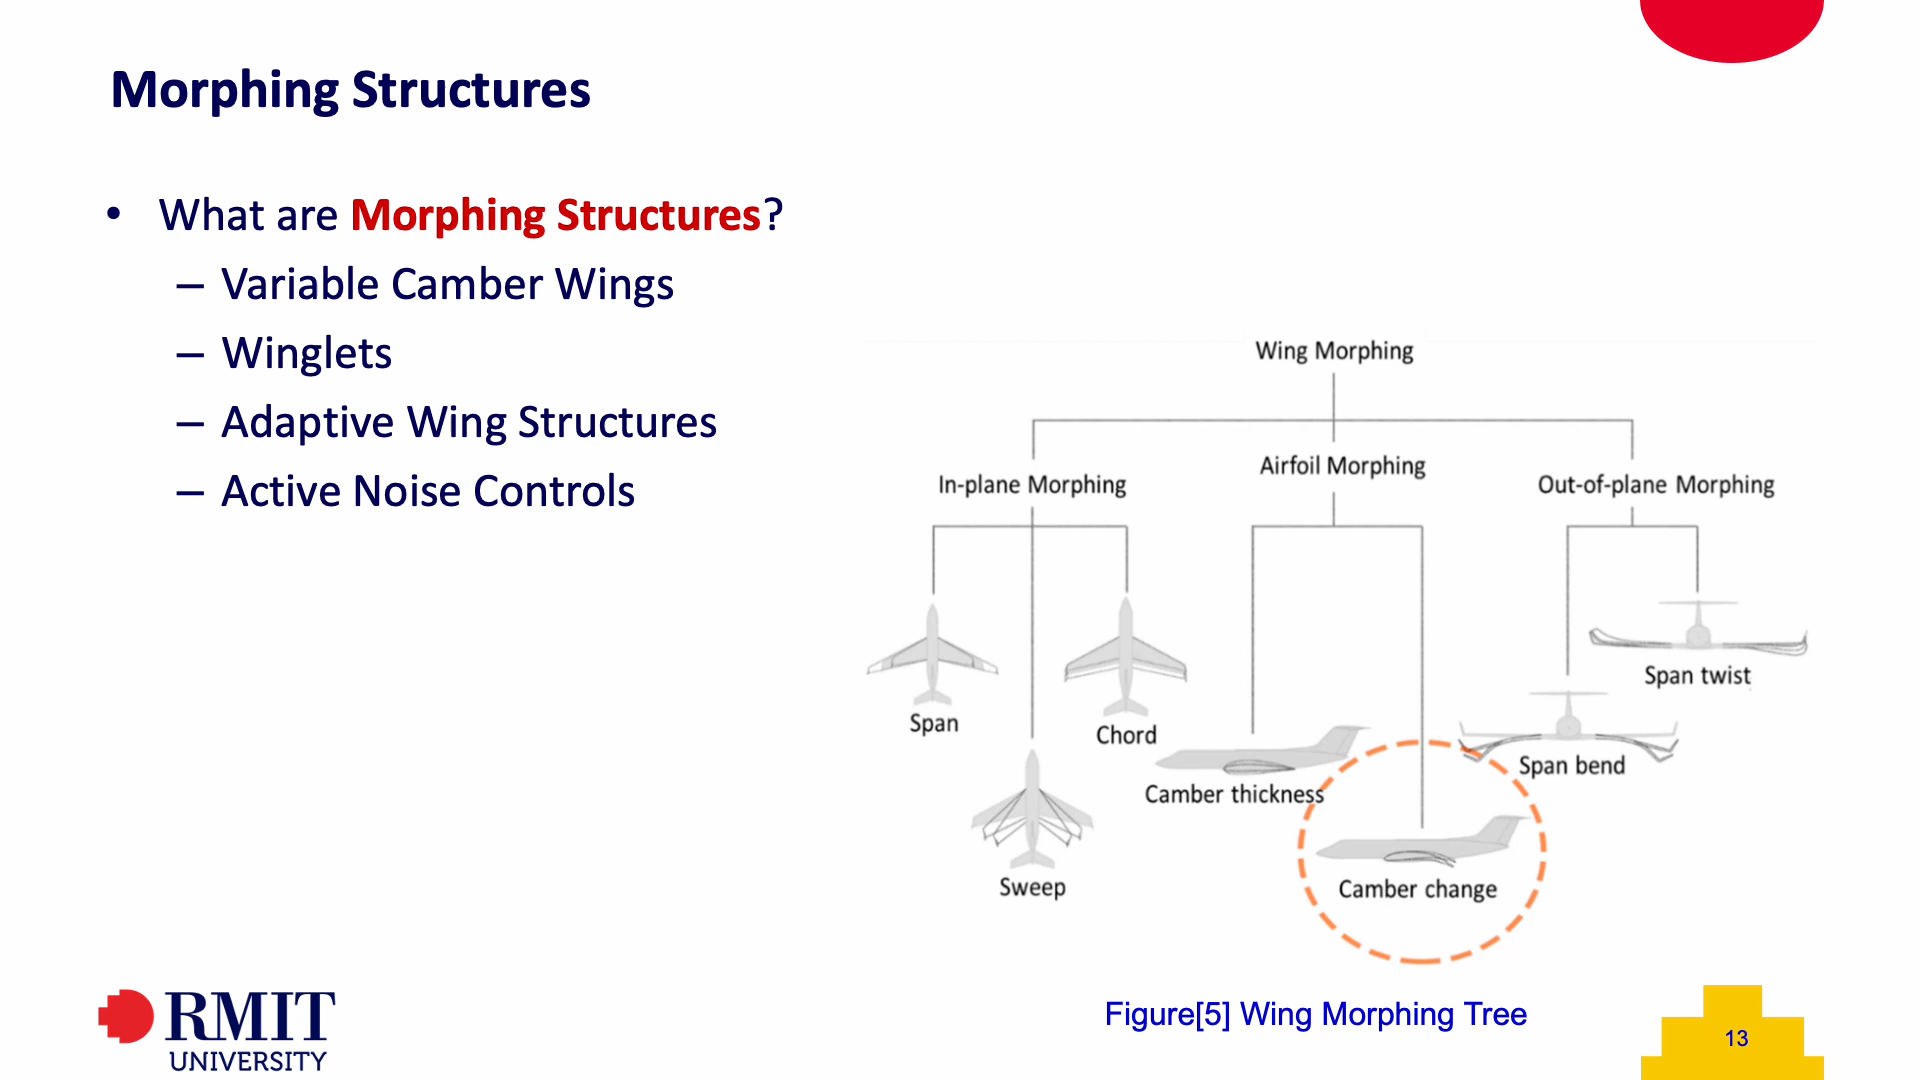 Morphing Structures
• What are Morphing Structures?
– Variable Camber Wings
– Winglets
– Adaptive Wing Structures
– Active Noise Controls
Wing Morphing
In-plane Morphing
Airfoil Morphing
Out-of-plane Morphing
Span
Sweep
Chord
Camber thickness
Camber change
Span bend
Span twist
Figure[5] Wing Morphing Tree
RMIT
UNIVERSITY
13